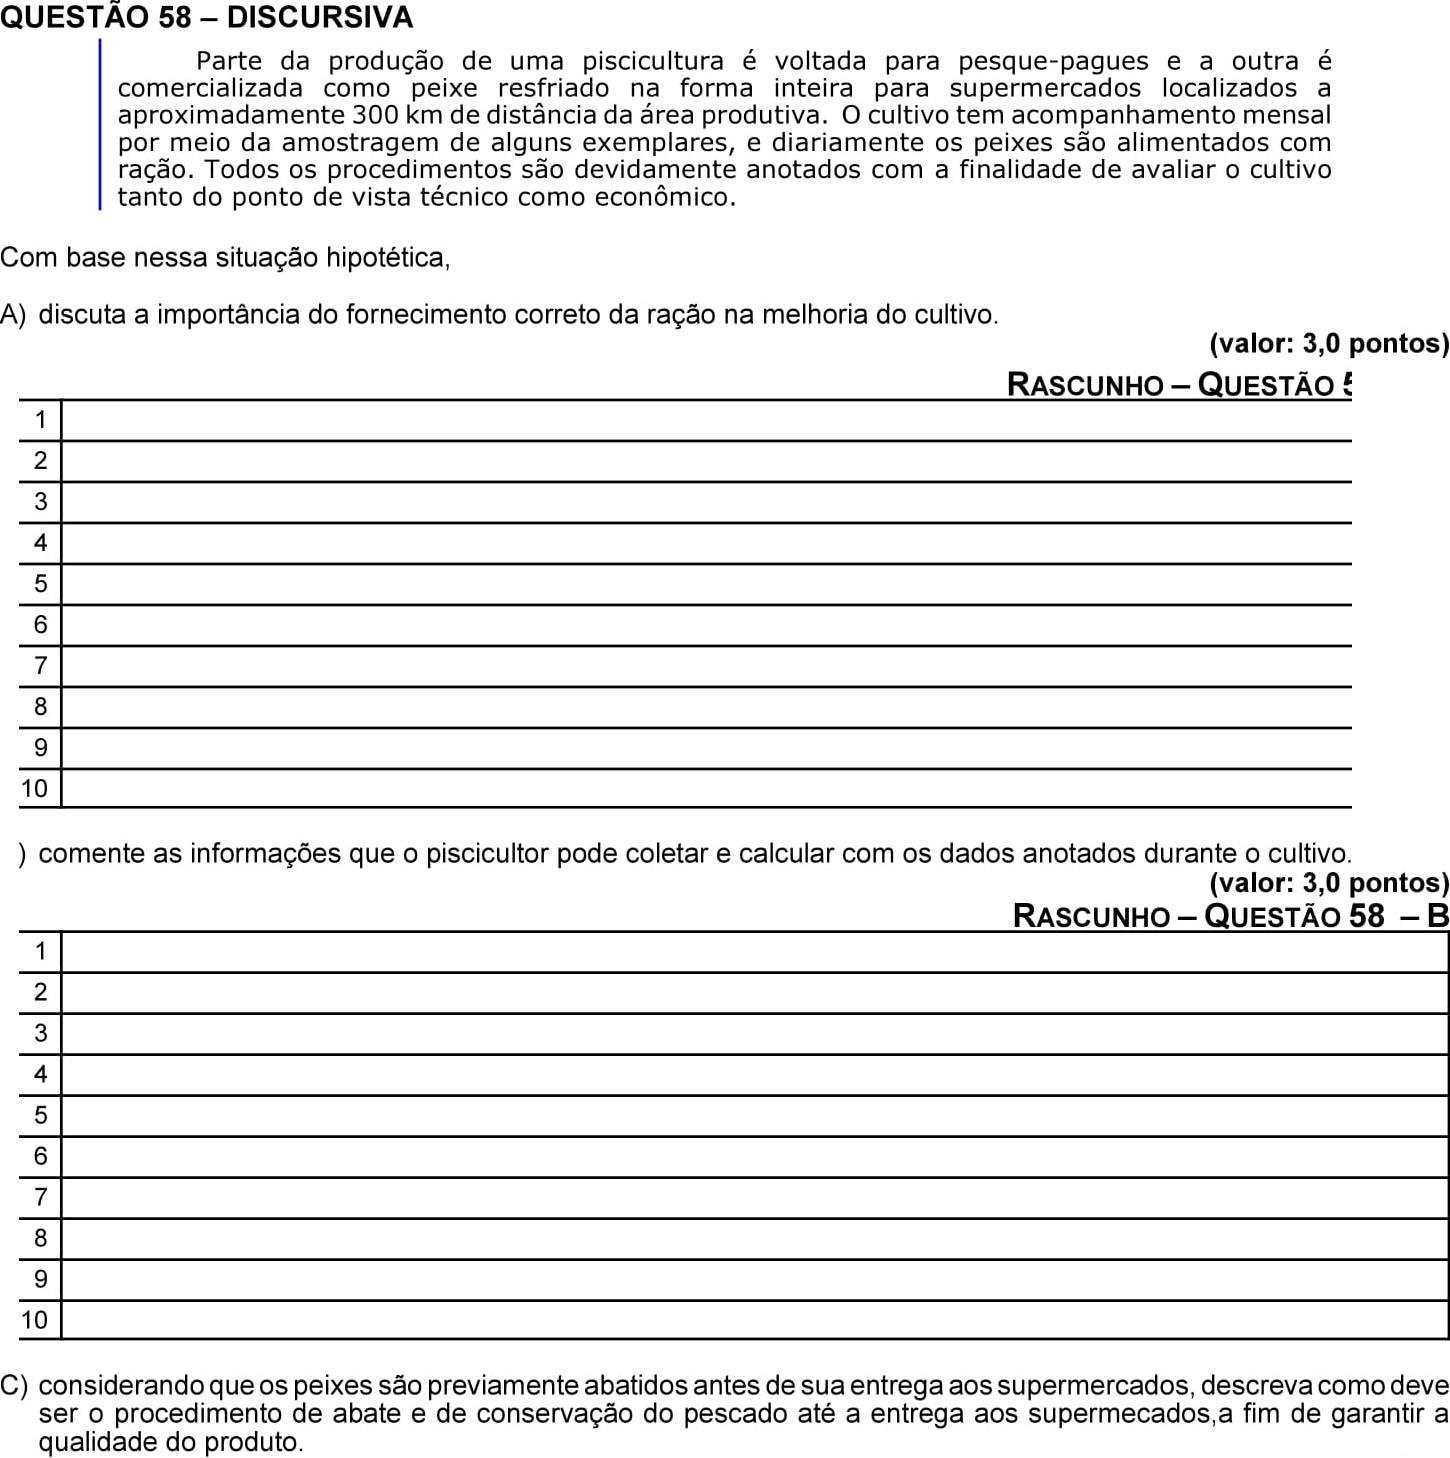 QUESTÃO 58 – DISCURSIVA
Parte da produção de uma piscicultura é voltada para pesque-pagues e a outra é
comercializada como peixe resfriado na forma inteira para supermercados localizados a
aproximadamente 300 km de distância da área produtiva. O cultivo tem acompanhamento mensal
por meio da amostragem de alguns exemplares, e diariamente os peixes são alimentados com
ração. Todos os procedimentos são devidamente anotados com a finalidade de avaliar o cultivo
tanto do ponto de vista técnico como econômico.
Com base nessa situação hipotética,
A) discuta a importância do fornecimento correto da ração na melhoria do cultivo.
(valor: 3,0 pontos)
RASCUNHO – QUESTÃO 5
1
2
3
4
5
6
7
8
9
10
) comente as informações que o piscicultor pode coletar e calcular com os dados anotados durante o cultivo.
(valor: 3,0 pontos)
RASCUNHO – QUESTÃO 58 – B
1
2
3
4
5
6
7
8
9
10
C) considerando que os peixes são previamente abatidos antes de sua entrega aos supermercados, descreva como deve
ser o procedimento de abate e de conservação do pescado até a entrega aos supermecados,a fim de garantir a
qualidade do produto.